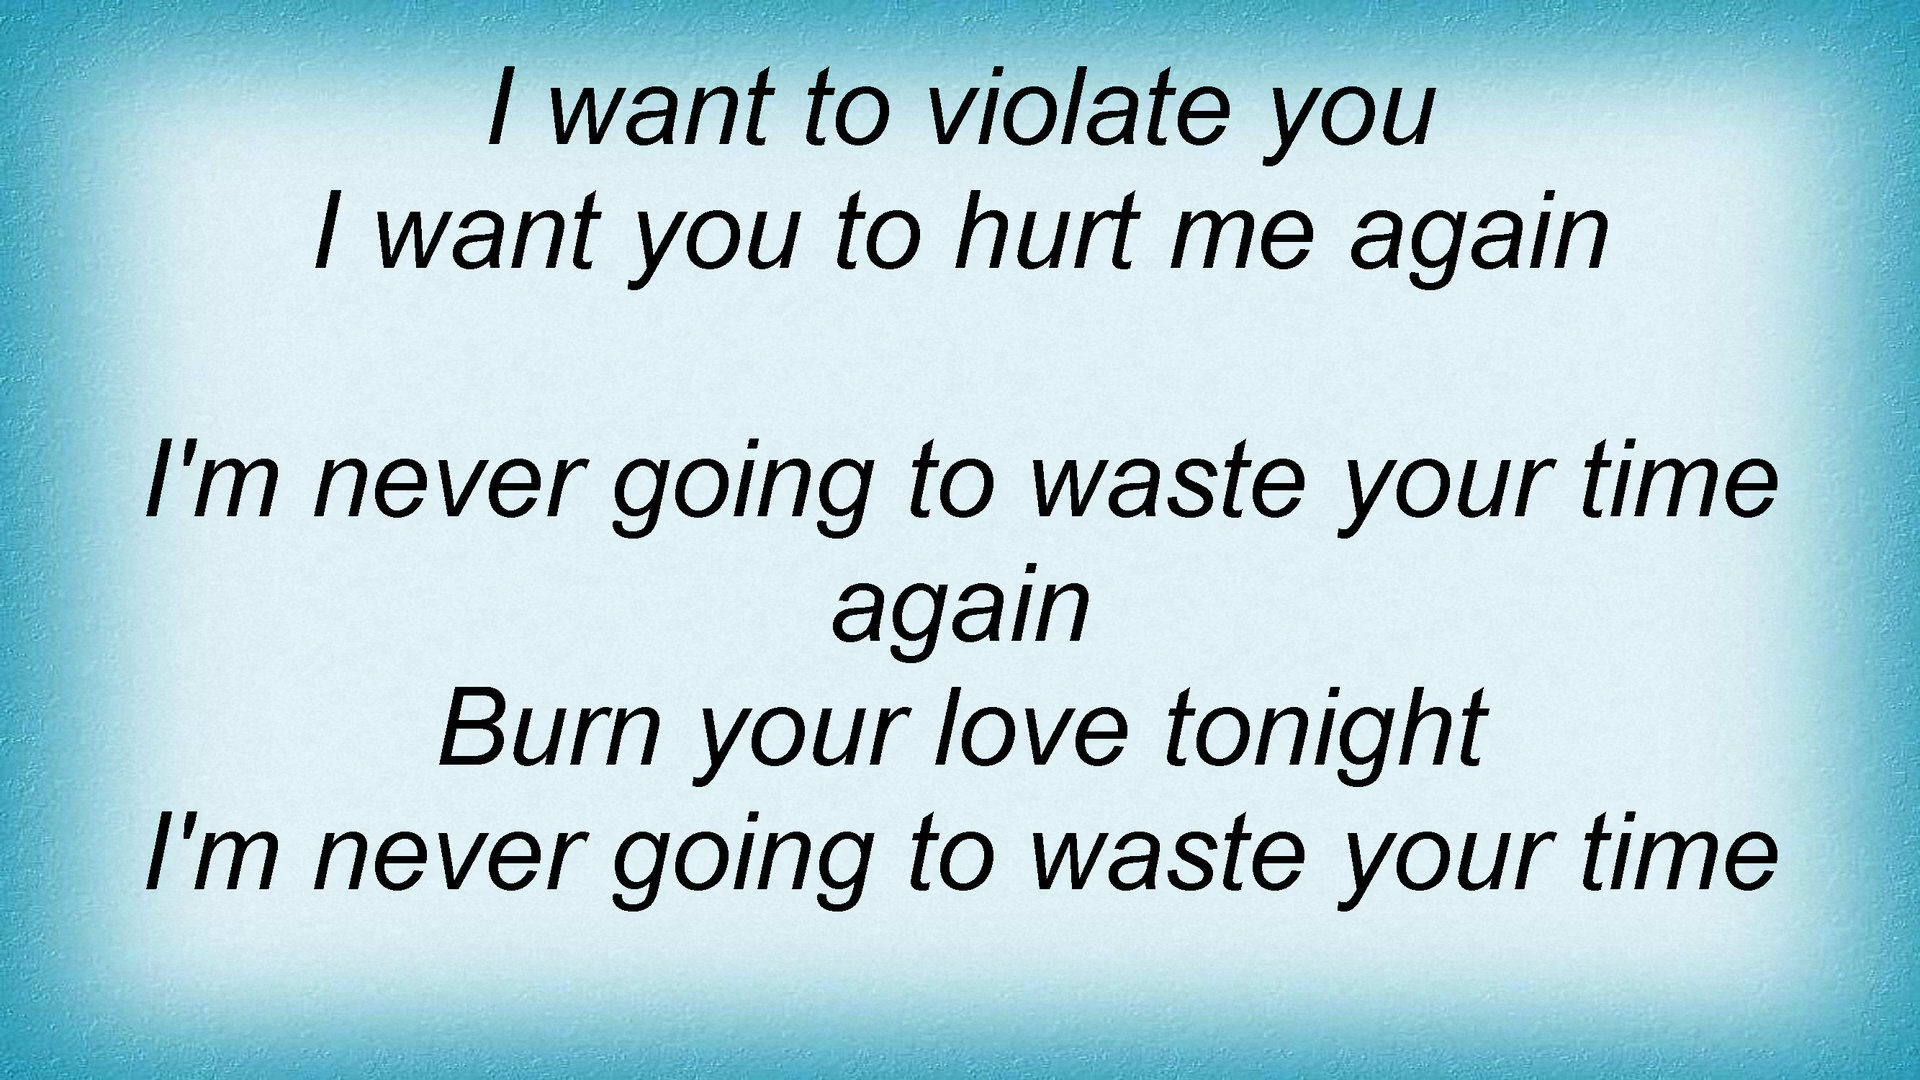 I want to violate you
I want you to hurt me again
I'm never going to waste your time
again
Burn your love tonight
I'm never going to waste your time